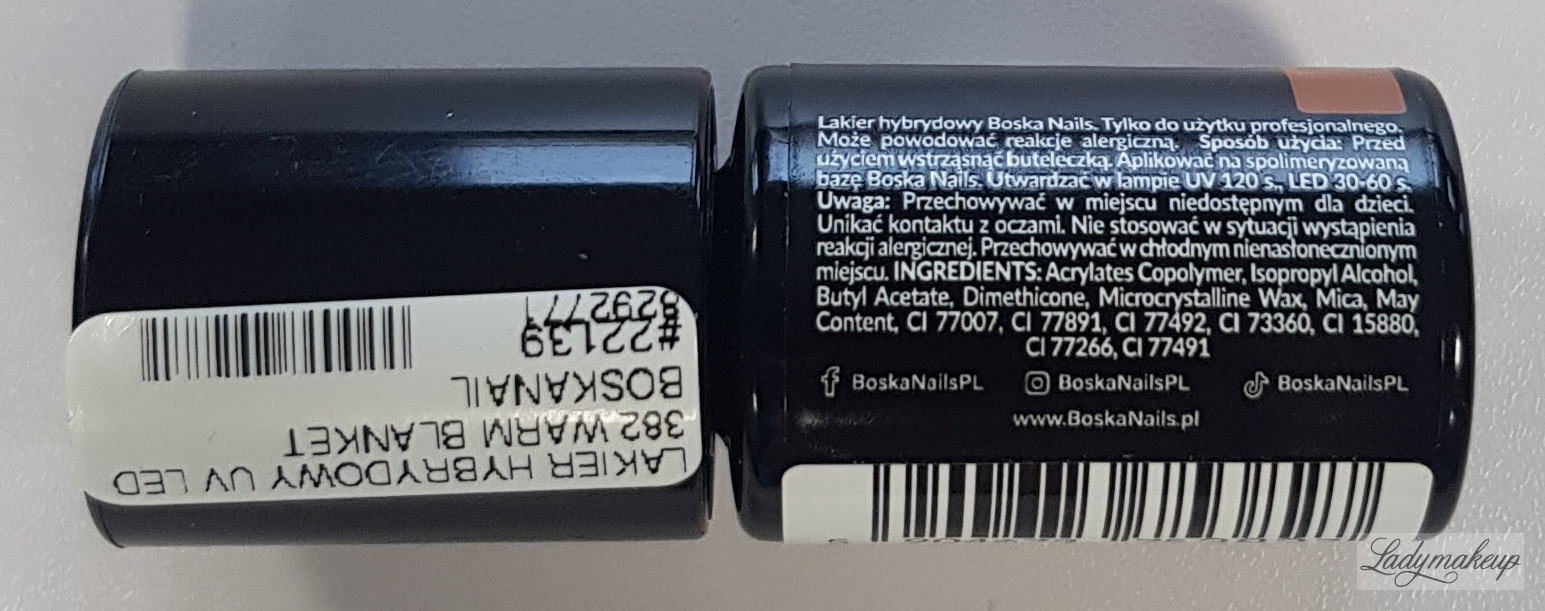 Lakier hybrydowy Boska Nails. Tylko do użytku profesjonalnego.
Może powodować reakcje alergiczną. Sposób użycia: Przed
użyciem wstrząsnąć buteleczką. Aplikować na spolimeryzowaną
bazę Boska Nails. Utwardzać w lampie UV 120 s., LED 30-60 s.
Uwaga: Przechowywać w miejscu niedostępnym dla dzieci.
Unikać kontaktu z oczami. Nie stosować w sytuacji wystąpienia
reakcji alergicznej. Przechowywać w chłodnym nienasłonecznionym
miejscu. INGREDIENTS: Acrylates Copolymer, Isopropyl Alcohol,
Butyl Acetate, Dimethicone, Microcrystalline Wax, Mica, May
Content, CI 77007, CI 77891, CI 77492, CI 73360, CI 15880,
CI 77266, CI 77491
BoskaNailsPL BoskaNailsPL BoskaNailsPL
www.BoskaNails.pl
LAKIER HYBRYDOWY UV LED
382 WARM BLANKET
BOSKANAIL
#22139
8292771
Ladymakeup